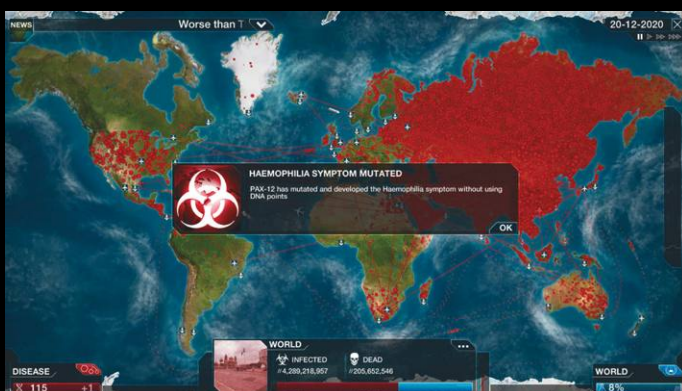 NEWS
Worse than T
20-12-2020
HAEMOPHILIA SYMPTOM MUTATED
PAX-12 has mutated and developed the Haemophilia symptom without using
DNA points
OK
WORLD
INFECTED
DEAD
#4,289,218,957
#205,652,546
DISEASE
115
+1
WORLD
8%